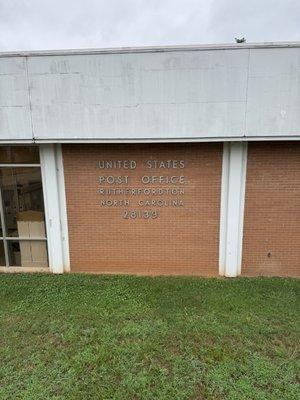 UNITED STATES
POST OFFICE
RUTHERFORDTON
NORTH CAROLINA
28139